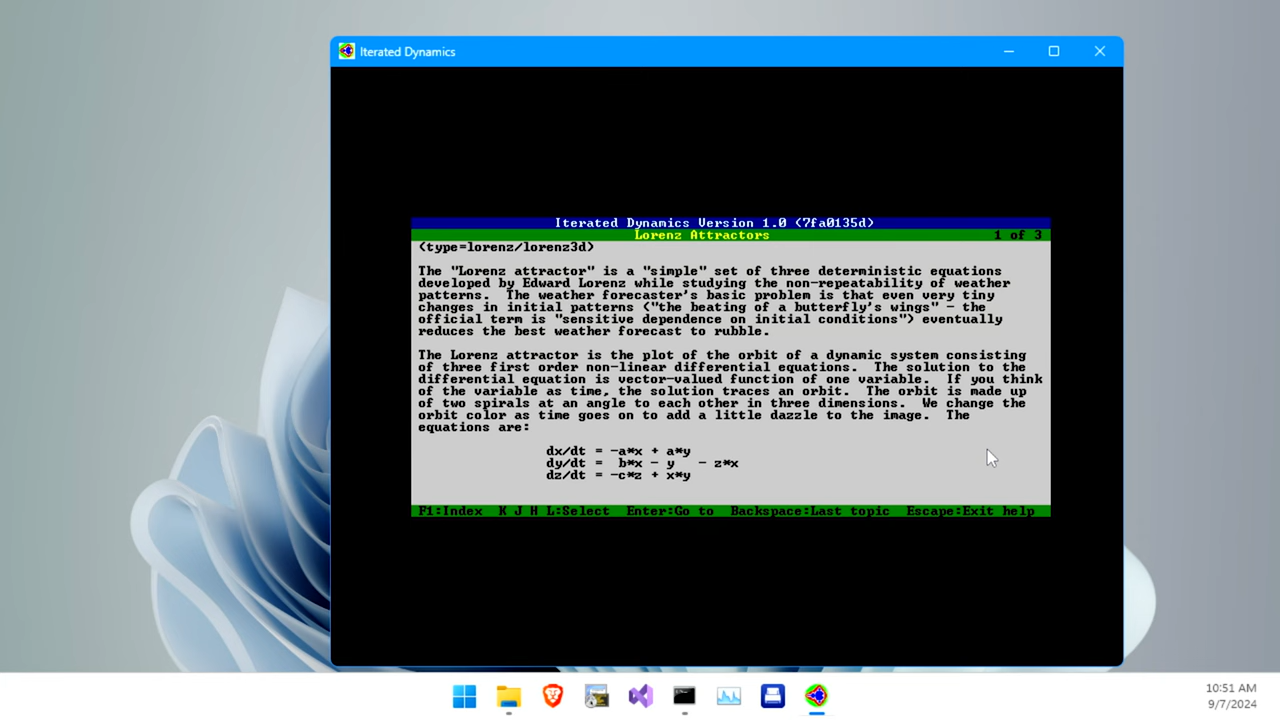 Iterated Dynamics
Iterated Dynamics Version 1.0 (7fa0135d)
Lorenz Attractors 1 of 3
(type=lorenz/lorenz3d)
The "Lorenz attractor" is a "simple" set of three deterministic equations
developed by Edward Lorenz while studying the non-repeatability of weather
patterns. The weather forecaster's basic problem is that even very tiny
changes in initial patterns ("the beating of a butterfly's wings" - the
official term is "sensitive dependence on initial conditions") eventually
reduces the best weather forecast to rubble.
The Lorenz attractor is the plot of the orbit of a dynamic system consisting
of three first order non-linear differential equations. The solution to the
differential equation is vector-valued function of one variable. If you think
of the variable as time, the solution traces an orbit. The orbit is made up
of two spirals at an angle to each other in three dimensions. We change the
orbit color as time goes on to add a little dazzle to the image. The
equations are:
dx/dt = -a*x + a*y
dy/dt = b*x - y - z*x
dz/dt = -c*z + x*y
F1:Index K J H L:Select Enter:Go to Backspace:Last topic Escape:Exit help
10:51 AM
9/7/2024